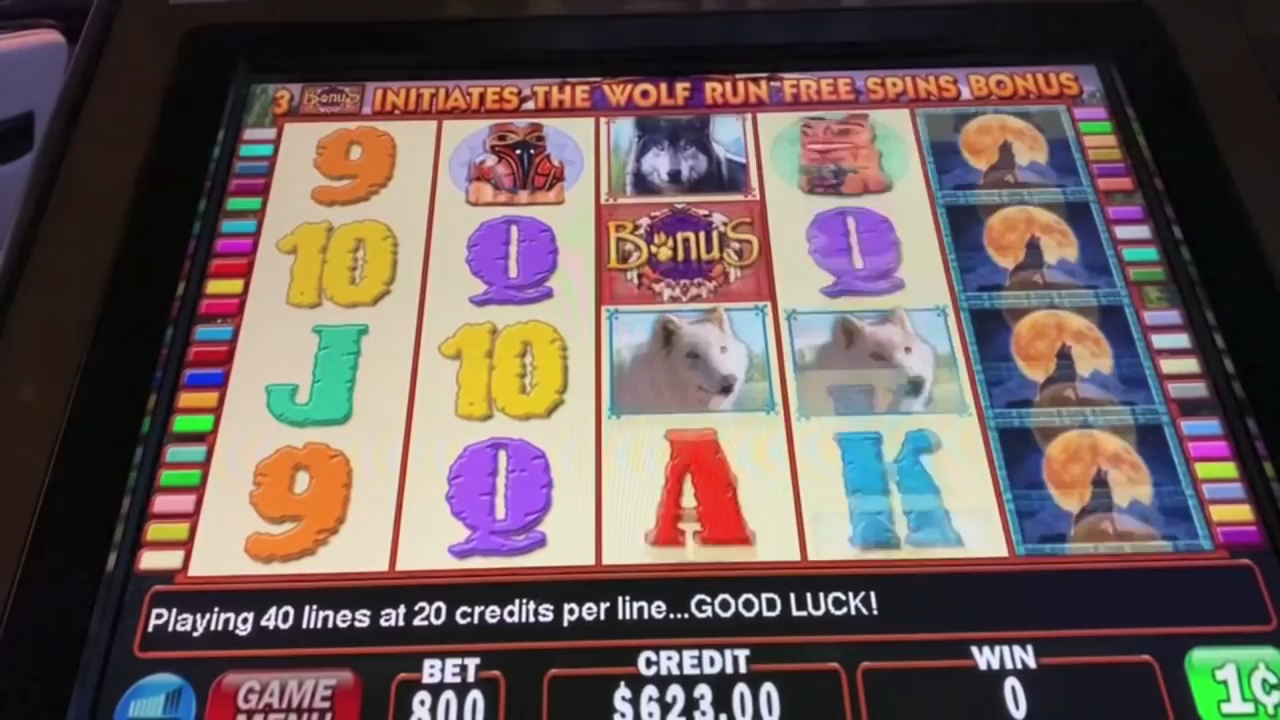 3 BONUS INITIATES THE WOLF RUN FREE SPINS BONUS
9
10 Q BONUS Q
J 10
9 Q A K
Playing 40 lines at 20 credits per line...GOOD LUCK!
GAME MENU
BET 800
CREDIT $623.00
WIN 0
1¢